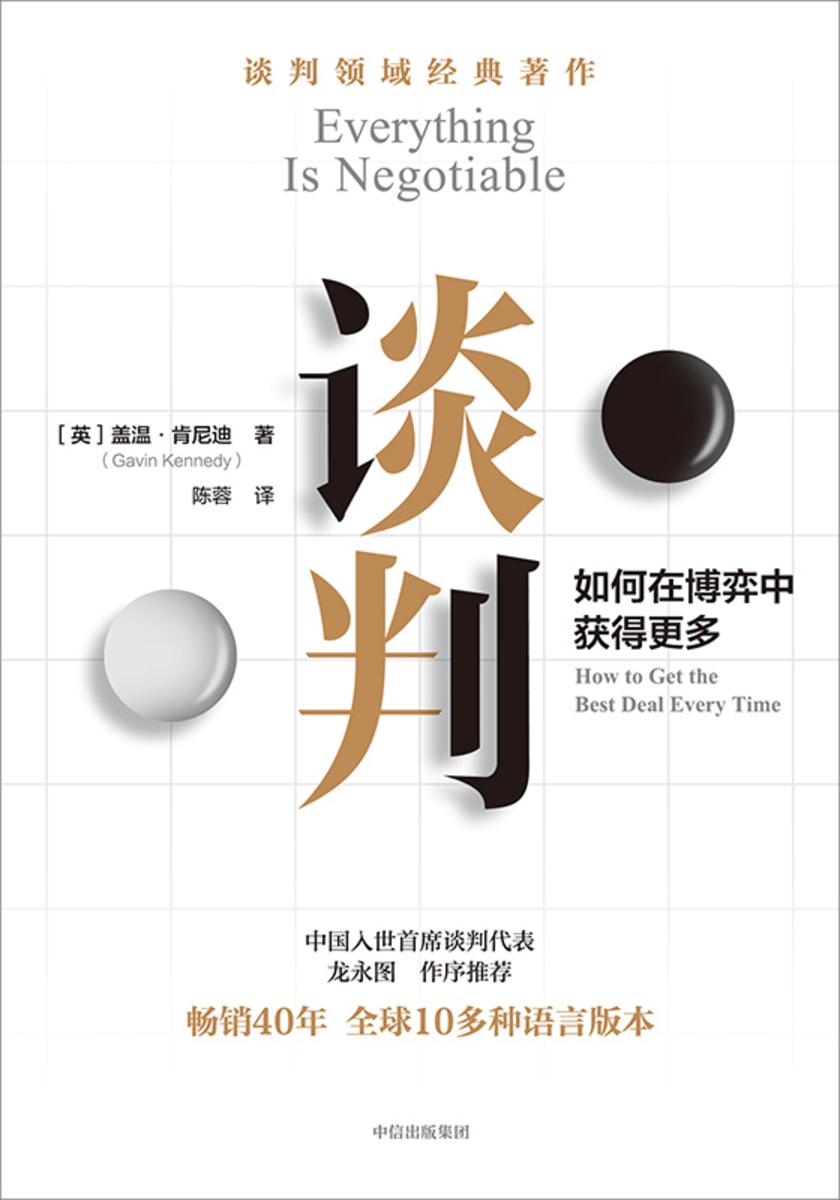 谈判领域经典著作
Everything
Is Negotiable
谈
判
[英]盖温·肯尼迪 著
(Gavin Kennedy)
陈蓉 译
如何在博弈中
获得更多
How to Get the
Best Deal Every Time
中国入世首席谈判代表
龙永图 作序推荐
畅销40年 全球10多种语言版本
中信出版集团